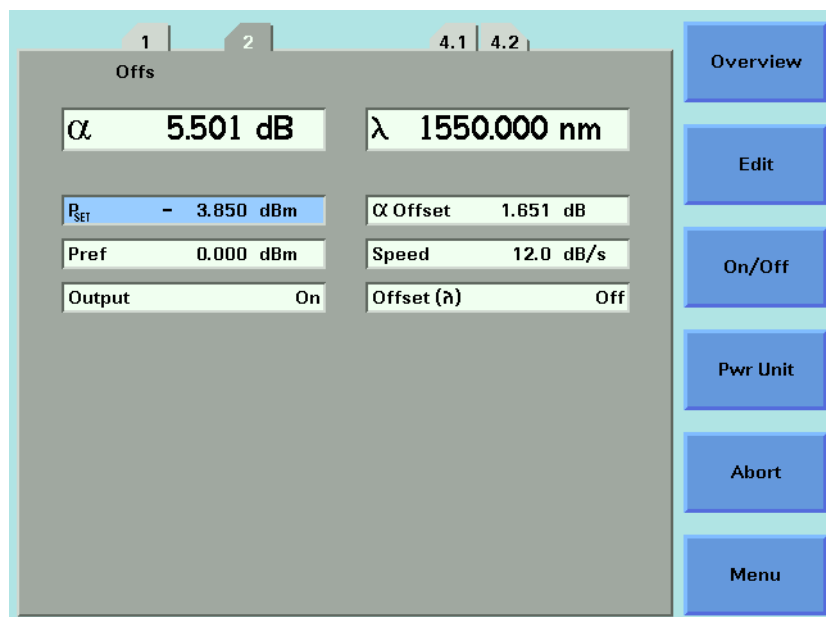 1 2 4.1 4.2
Offs
α 5.501 dB
λ 1550.000 nm
PSET - 3.850 dBm
α Offset 1.651 dB
Pref 0.000 dBm
Speed 12.0 dB/s
Output On
Offset (λ) Off
Overview
Edit
On/Off
Pwr Unit
Abort
Menu